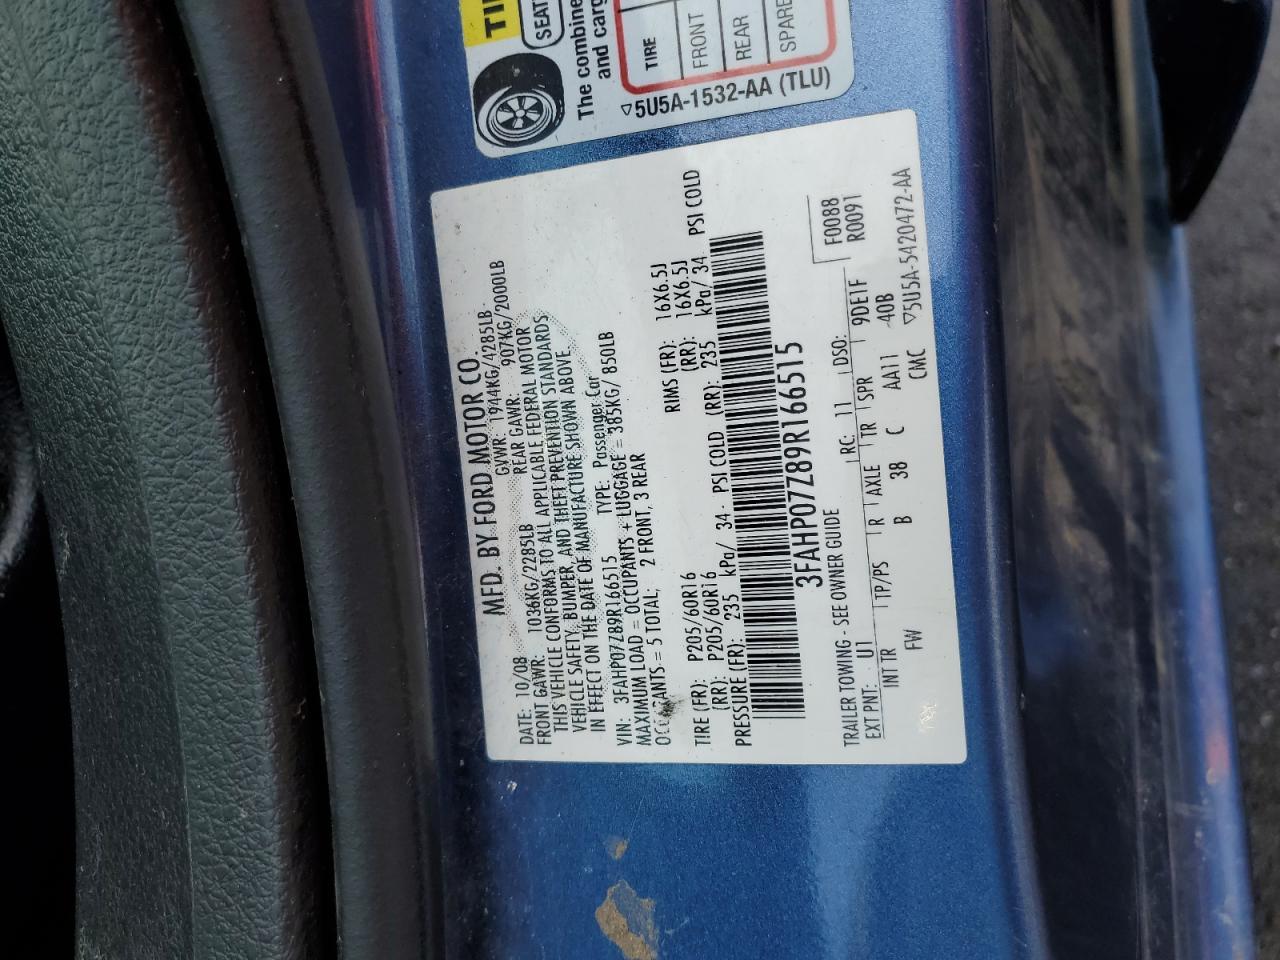 TI
SEAT
The combine
and carg
TIRE
FRONT
REAR
SPARE
5U5A-1532-AA (TLU)
MFD. BY FORD MOTOR CO.
DATE: 10/08 GVWR: 1944KG/4285LB
FRONT GAWR: 1036KG/2285LB REAR GAWR: 907KG/2000LB
THIS VEHICLE CONFORMS TO ALL APPLICABLE FEDERAL MOTOR
VEHICLE SAFETY, BUMPER, AND THEFT PREVENTION STANDARDS
IN EFFECT ON THE DATE OF MANUFACTURE SHOWN ABOVE.
VIN: 3FAHP07Z89R166515 TYPE: Passenger Car
MAXIMUM LOAD = OCCUPANTS + LUGGAGE = 385KG/ 850LB
OCCUPANTS = 5 TOTAL; 2 FRONT, 3 REAR
TIRE (FR): P205/60R16 RIMS (FR): 16X6.5J
(RR): P205/60R16 (RR): 16X6.5J
PRESSURE (FR): 235 kPa/ 34 - PSI COLD (RR): 235 kPa/ 34 PSI COLD
3FAHP07Z89R166515
TRAILER TOWING - SEE OWNER GUIDE
F0088
R0091
EXT PNT: U1 RC: 11 DSO: 9DE1F
INT TR TP/PS R AXLE TR SPR 40B
FW B 38 C AA11
CMC 5U5A-5420472-AA